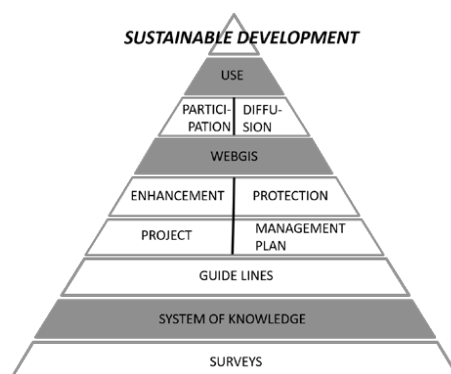 SUSTAINABLE DEVELOPMENT
USE
PARTICI-
PATION
DIFFU-
SION
WEBGIS
ENHANCEMENT
PROTECTION
PROJECT
MANAGEMENT
PLAN
GUIDE LINES
SYSTEM OF KNOWLEDGE
SURVEYS